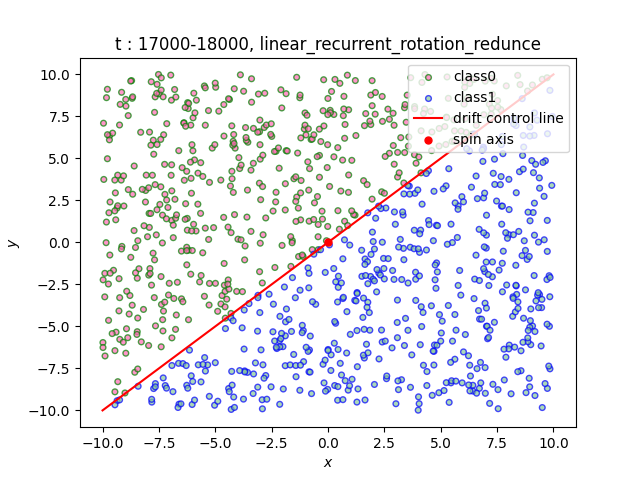 t : 17000-18000, linear_recurrent_rotation_redunce
class0
class1
drift control line
spin axis
10.0
7.5
5.0
2.5
0.0
−2.5
−5.0
−7.5
−10.0
y
−10.0 −7.5 −5.0 −2.5 0.0 2.5 5.0 7.5 10.0
x